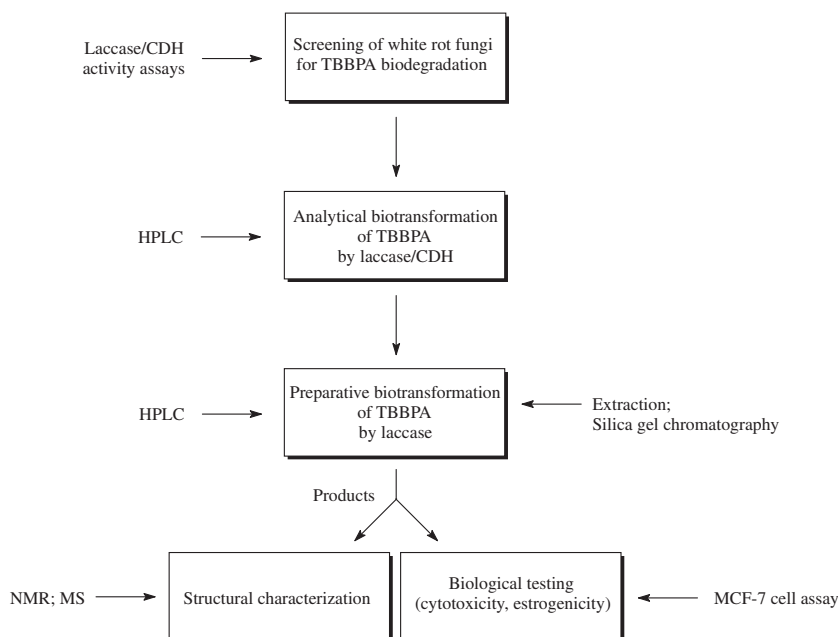 Laccase/CDH
activity assays
Screening of white rot fungi
for TBBPA biodegradation
HPLC
Analytical biotransformation
of TBBPA
by laccase/CDH
HPLC
Preparative biotransformation
of TBBPA
by laccase
Extraction;
Silica gel chromatography
Products
NMR; MS
Structural characterization
Biological testing
(cytotoxicity, estrogenicity)
MCF-7 cell assay